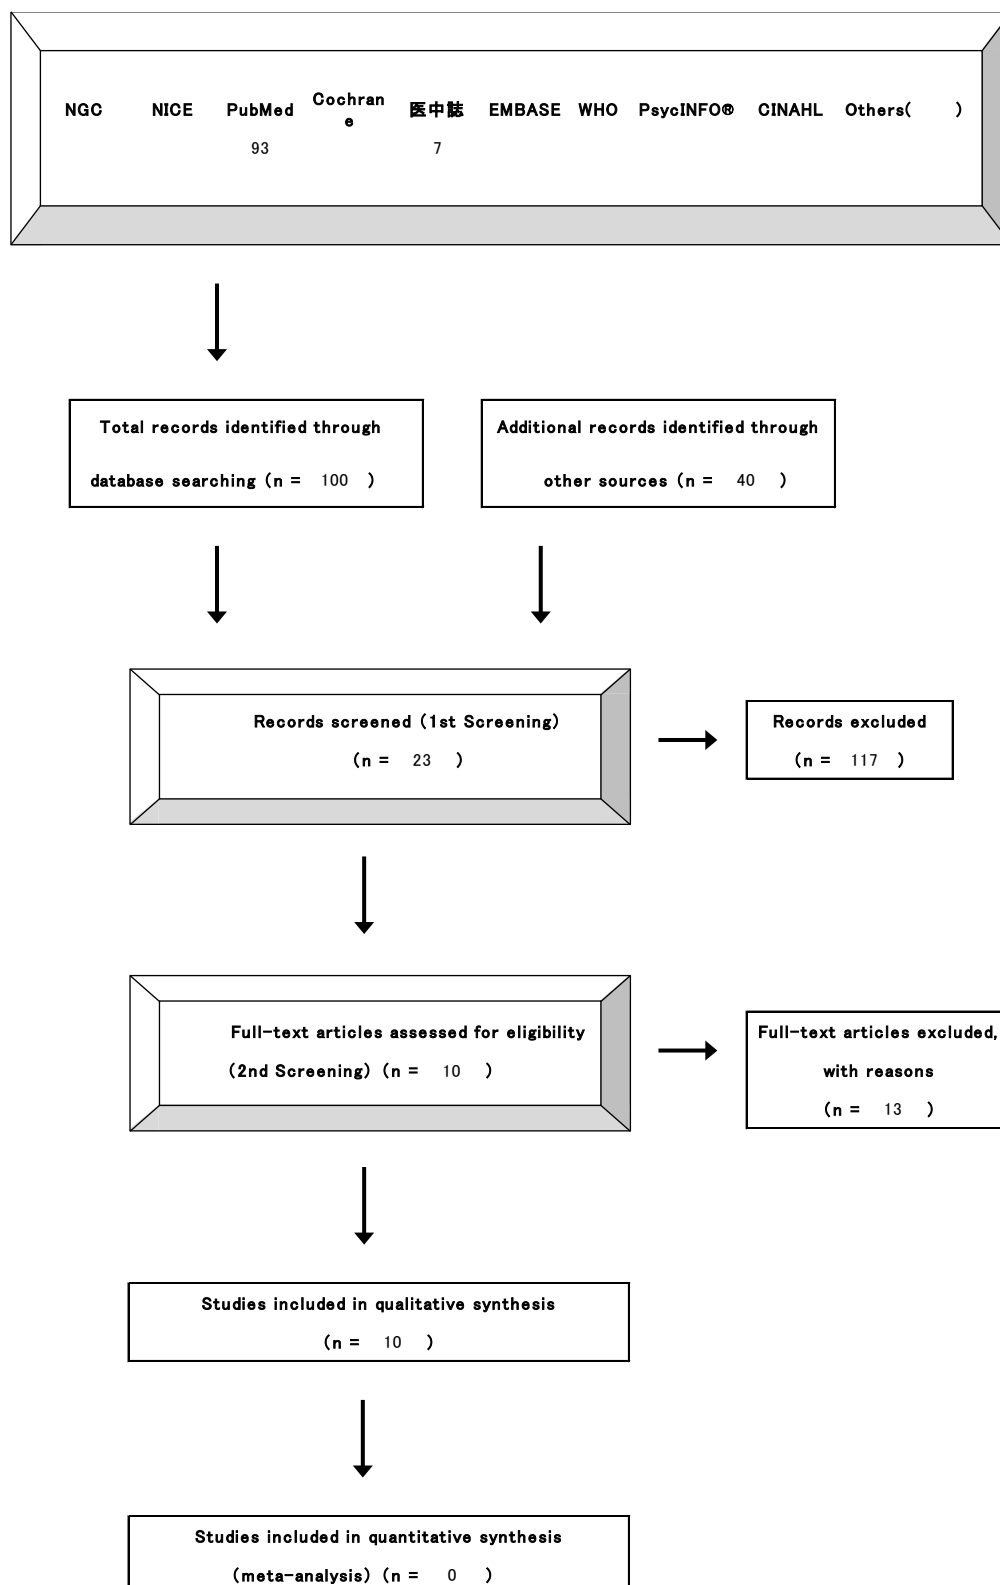 NGC NICE PubMed Cochran
e 医中誌 EMBASE WHO PsycINFO® CINAHL Others( )
93 7
Total records identified through
database searching (n = 100 )
Additional records identified through
other sources (n = 40 )
Records screened (1st Screening)
(n = 23 )
Records excluded
(n = 117 )
Full-text articles assessed for eligibility
(2nd Screening) (n = 10 )
Full-text articles excluded,
with reasons
(n = 13 )
Studies included in qualitative synthesis
(n = 10 )
Studies included in quantitative synthesis
(meta-analysis) (n = 0 )